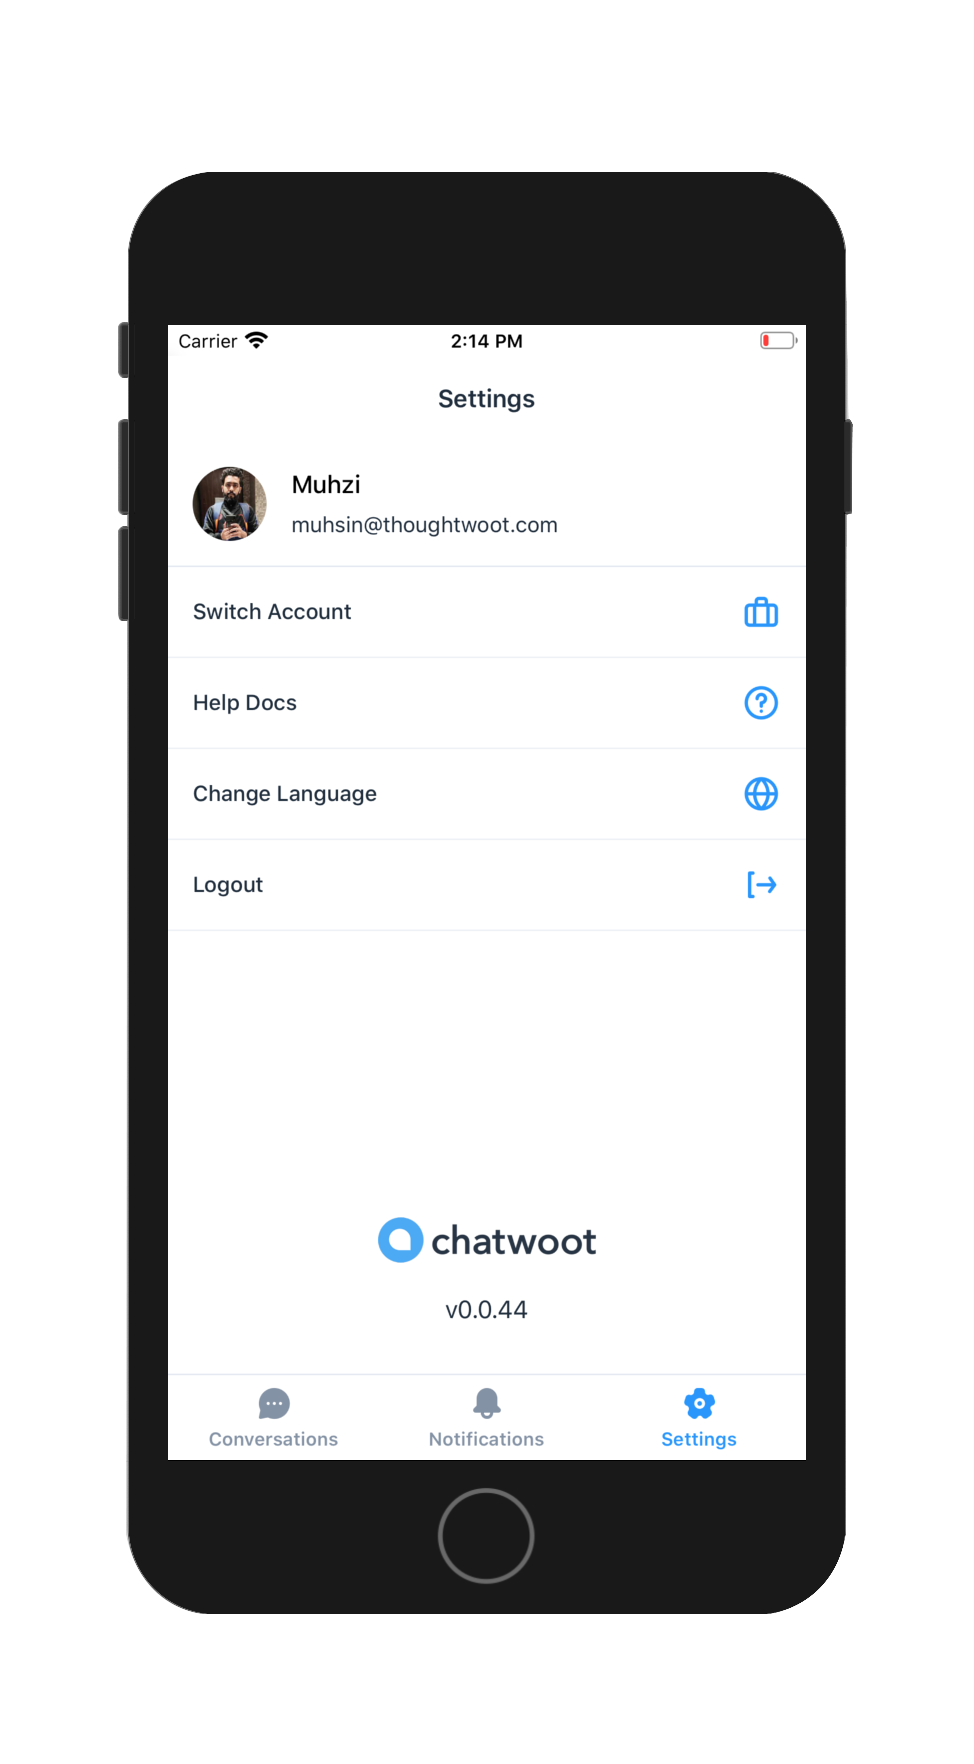 Carrier 2:14 PM
Settings
Muhzi
muhsin@thoughtwoot.com
Switch Account
Help Docs
Change Language
Logout
chatwoot
v0.0.44
Conversations Notifications Settings